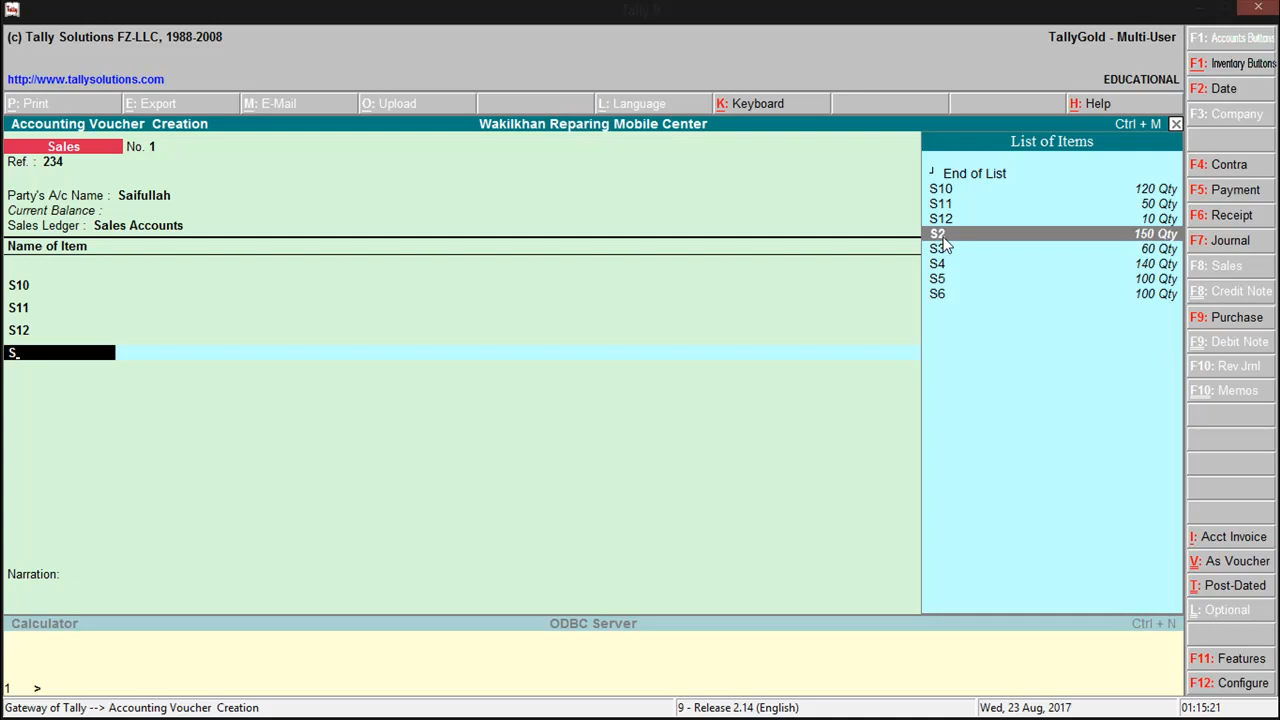 Tally
Tally 9
(c) Tally Solutions FZ-LLC, 1988-2008
TallyGold - Multi-User
http://www.tallysolutions.com
EDUCATIONAL
P: Print
E: Export
M: E-Mail
O: Upload
L: Language
K: Keyboard
H: Help
Accounting Voucher Creation
Wakilkhan Reparing Mobile Center
Ctrl + M
Sales No. 1
Ref. : 234
Party's A/c Name : Saifullah
Current Balance :
Sales Ledger : Sales Accounts
Name of Item
S10
S11
S12
S
Narration:
List of Items
End of List
S10 120 Qty
S11 50 Qty
S12 10 Qty
S2 150 Qty
S3 60 Qty
S4 140 Qty
S5 100 Qty
S6 100 Qty
F1: Accounts Buttons
F1: Inventory Buttons
F2: Date
F3: Company
F4: Contra
F5: Payment
F6: Receipt
F7: Journal
F8: Sales
F8: Credit Note
F9: Purchase
F9: Debit Note
F10: Rev Jrnl
F10: Memos
I: Acct Invoice
V: As Voucher
T: Post-Dated
L: Optional
F11: Features
F12: Configure
Calculator
ODBC Server
Ctrl + N
1 >
Gateway of Tally --> Accounting Voucher Creation
9 - Release 2.14 (English)
Wed, 23 Aug, 2017
01:15:21